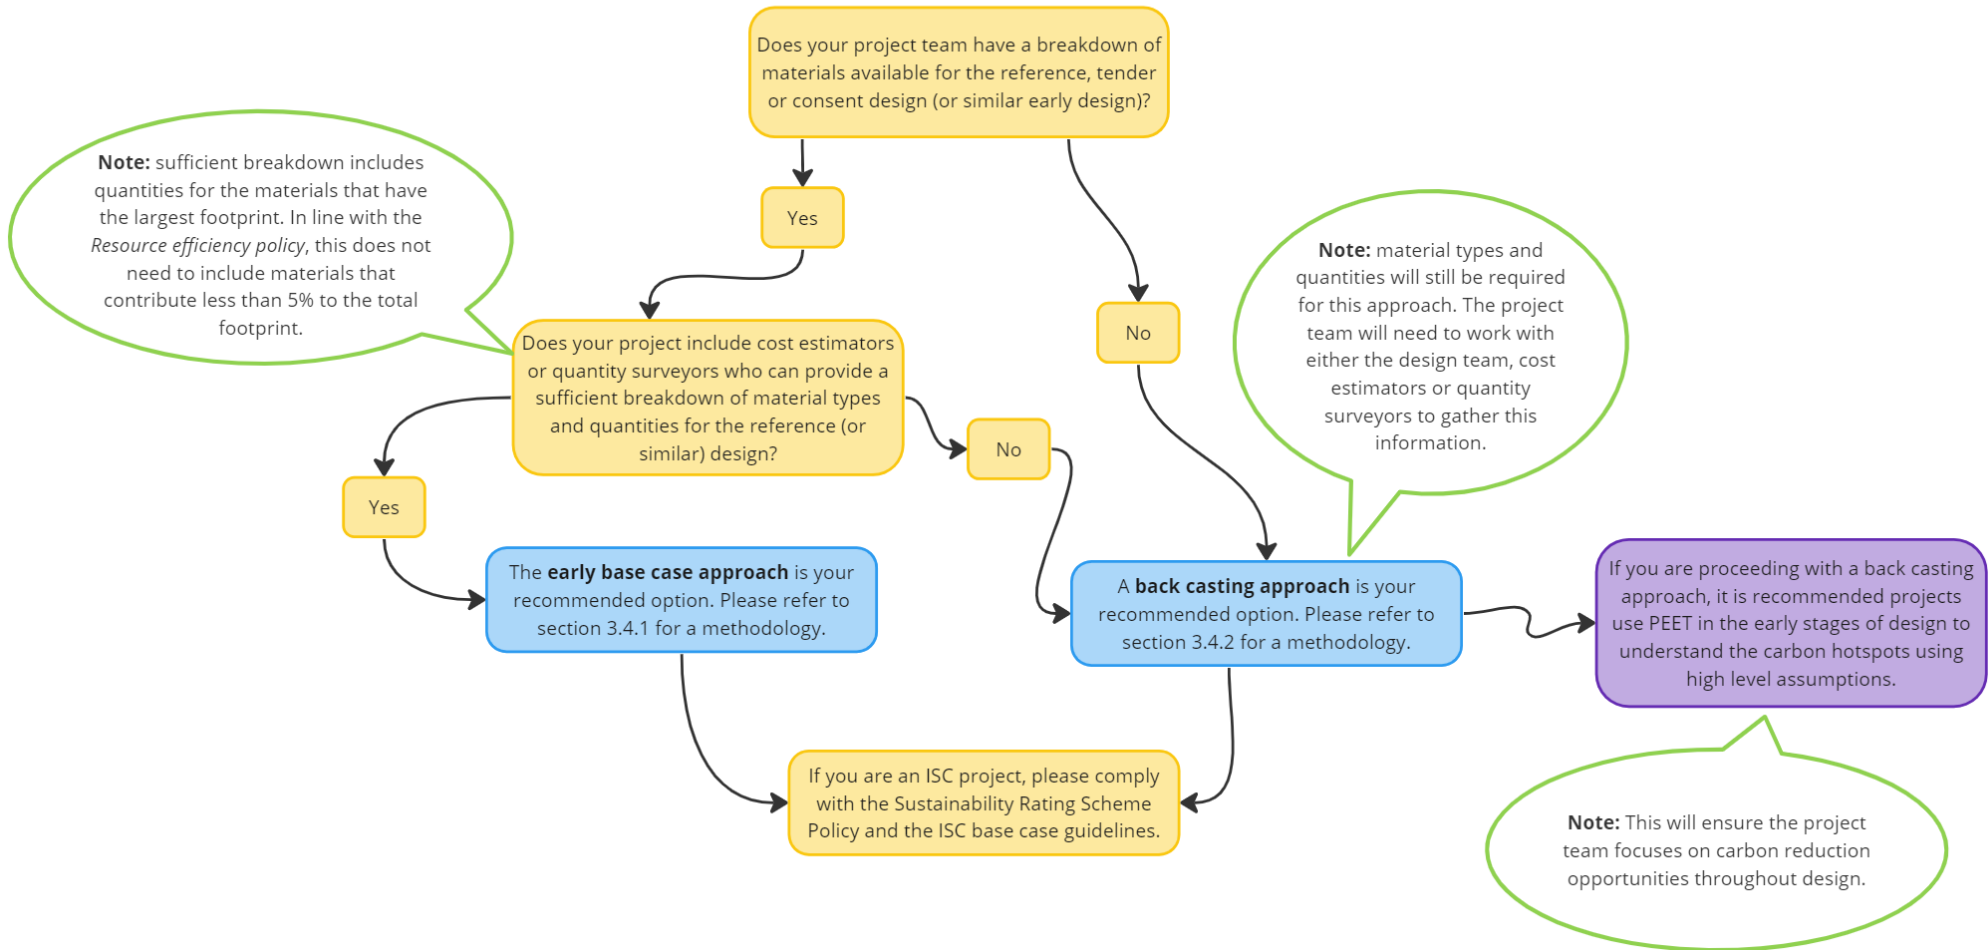 Does your project team have a breakdown of
materials available for the reference, tender
or consent design (or similar early design)?
Note: sufficient breakdown includes
quantities for the materials that have
the largest footprint. In line with the
Resource efficiency policy, this does not
need to include materials that
contribute less than 5% to the total
footprint.
Yes
No
Note: material types and
quantities will still be required
for this approach. The project
team will need to work with
either the design team, cost
estimators or quantity
surveyors to gather this
information.
Does your project include cost estimators
or quantity surveyors who can provide a
sufficient breakdown of material types
and quantities for the reference (or
similar) design?
No
Yes
The early base case approach is your
recommended option. Please refer to
section 3.4.1 for a methodology.
A back casting approach is your
recommended option. Please refer to
section 3.4.2 for a methodology.
If you are proceeding with a back casting
approach, it is recommended projects
use PEET in the early stages of design to
understand the carbon hotspots using
high level assumptions.
If you are an ISC project, please comply
with the Sustainability Rating Scheme
Policy and the ISC base case guidelines.
Note: This will ensure the project
team focuses on carbon reduction
opportunities throughout design.